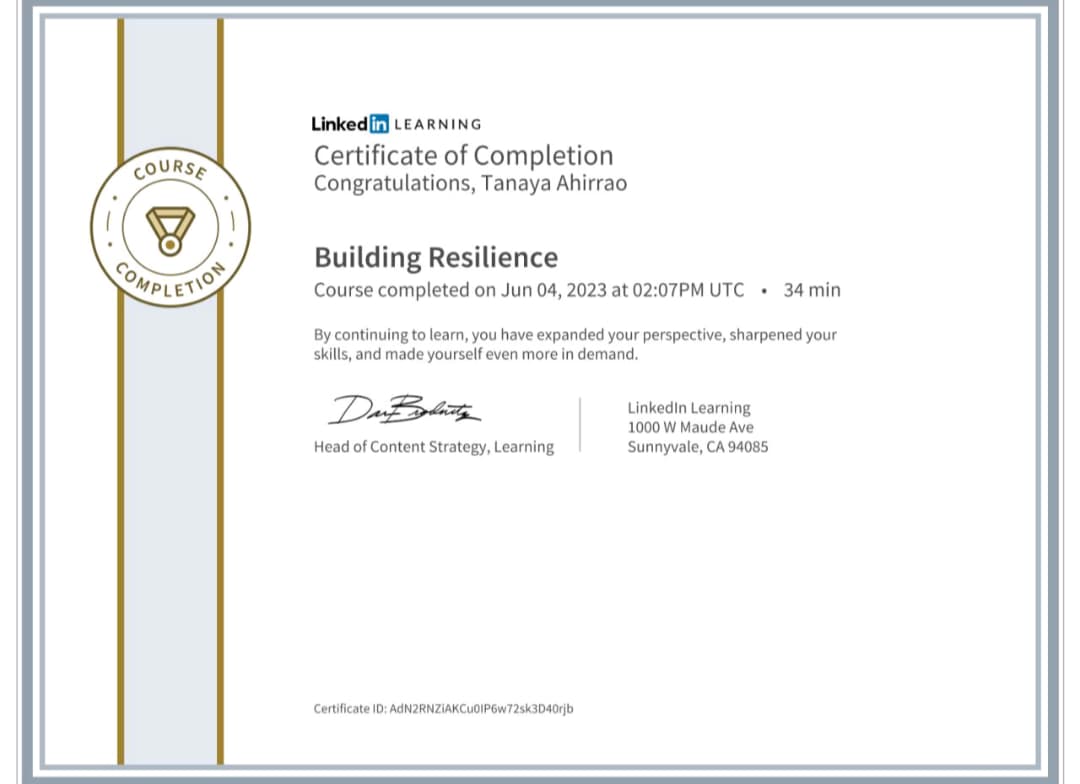 COURSE
COMPLETION
Linkedin LEARNING
Certificate of Completion
Congratulations, Tanaya Ahirrao
Building Resilience
Course completed on Jun 04, 2023 at 02:07PM UTC • 34 min
By continuing to learn, you have expanded your perspective, sharpened your
skills, and made yourself even more in demand.
Head of Content Strategy, Learning
LinkedIn Learning
1000 W Maude Ave
Sunnyvale, CA 94085
Certificate ID: AdN2RNZiAKCu0IP6w72sk3D40rjb